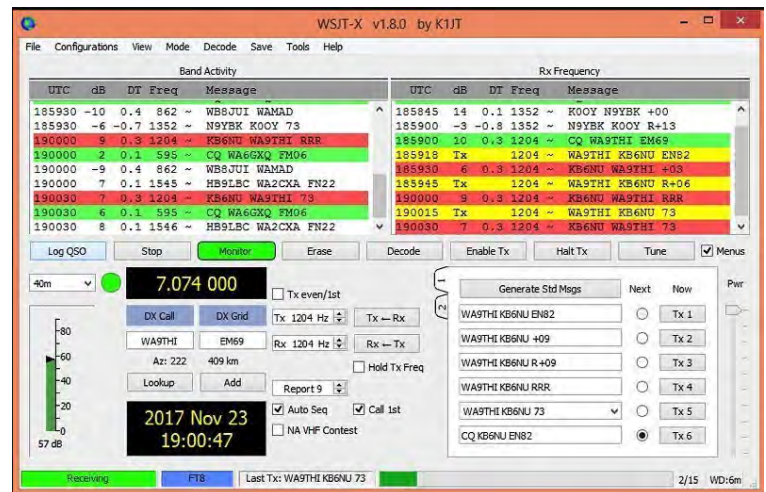 WSJT-X v1.8.0 by K1JT
File Configurations View Mode Decode Save Tools Help
Band Activity
UTC dB DT Freq Message
185930 -10 0.4 862 ~ WB8JUI WAMAD
185930 -6 -0.7 1352 ~ N9YBK K0OY 73
190000 9 0.3 1204 ~ KB6NU WA9THI RRR
190000 2 0.1 595 ~ CQ WA6GXQ FM06
190000 -9 0.4 862 ~ WB8JUI WAMAD
190000 7 0.1 1545 ~ HB9LBC WA2CXA FN22
190030 7 0.3 1204 ~ KB6NU WA9THI 73
190030 6 0.1 595 ~ CQ WA6GXQ FM06
190030 8 0.1 1546 ~ HB9LBC WA2CXA FN22
Rx Frequency
UTC dB DT Freq Message
185845 14 0.1 1352 ~ K0OY N9YBK +00
185900 -3 -0.8 1352 ~ N9YBK K0OY R+13
185900 10 0.3 1204 ~ CQ WA9THI EM69
185918 Tx 1204 ~ WA9THI KB6NU EN82
185930 6 0.3 1204 ~ KB6NU WA9THI +03
185945 Tx 1204 ~ WA9THI KB6NU R+06
190000 9 0.3 1204 ~ KB6NU WA9THI RRR
190015 Tx 1204 ~ WA9THI KB6NU 73
190030 7 0.3 1204 ~ KB6NU WA9THI 73
Log QSO Stop Monitor Erase Decode Enable Tx Halt Tx Tune Menus
40m
7.074 000
Tx even/1st
DX Call DX Grid
Tx 1204 Hz Tx ← Rx
WA9THI EM69
Rx 1204 Hz Rx ← Tx
Az: 222 409 km
Hold Tx Freq
Lookup Add
Report 9
2017 Nov 23
19:00:47
Auto Seq Call 1st
NA VHF Contest
-80
-60
-40
-20
0
57 dB
1
2
Generate Std Msgs Next Now Pwr
WA9THI KB6NU EN82 Tx 1
WA9THI KB6NU +09 Tx 2
WA9THI KB6NU R+09 Tx 3
WA9THI KB6NU RRR Tx 4
WA9THI KB6NU 73 Tx 5
CQ KB6NU EN82 Tx 6
Receiving FT8 Last Tx: WA9THI KB6NU 73 2/15 WD:6m